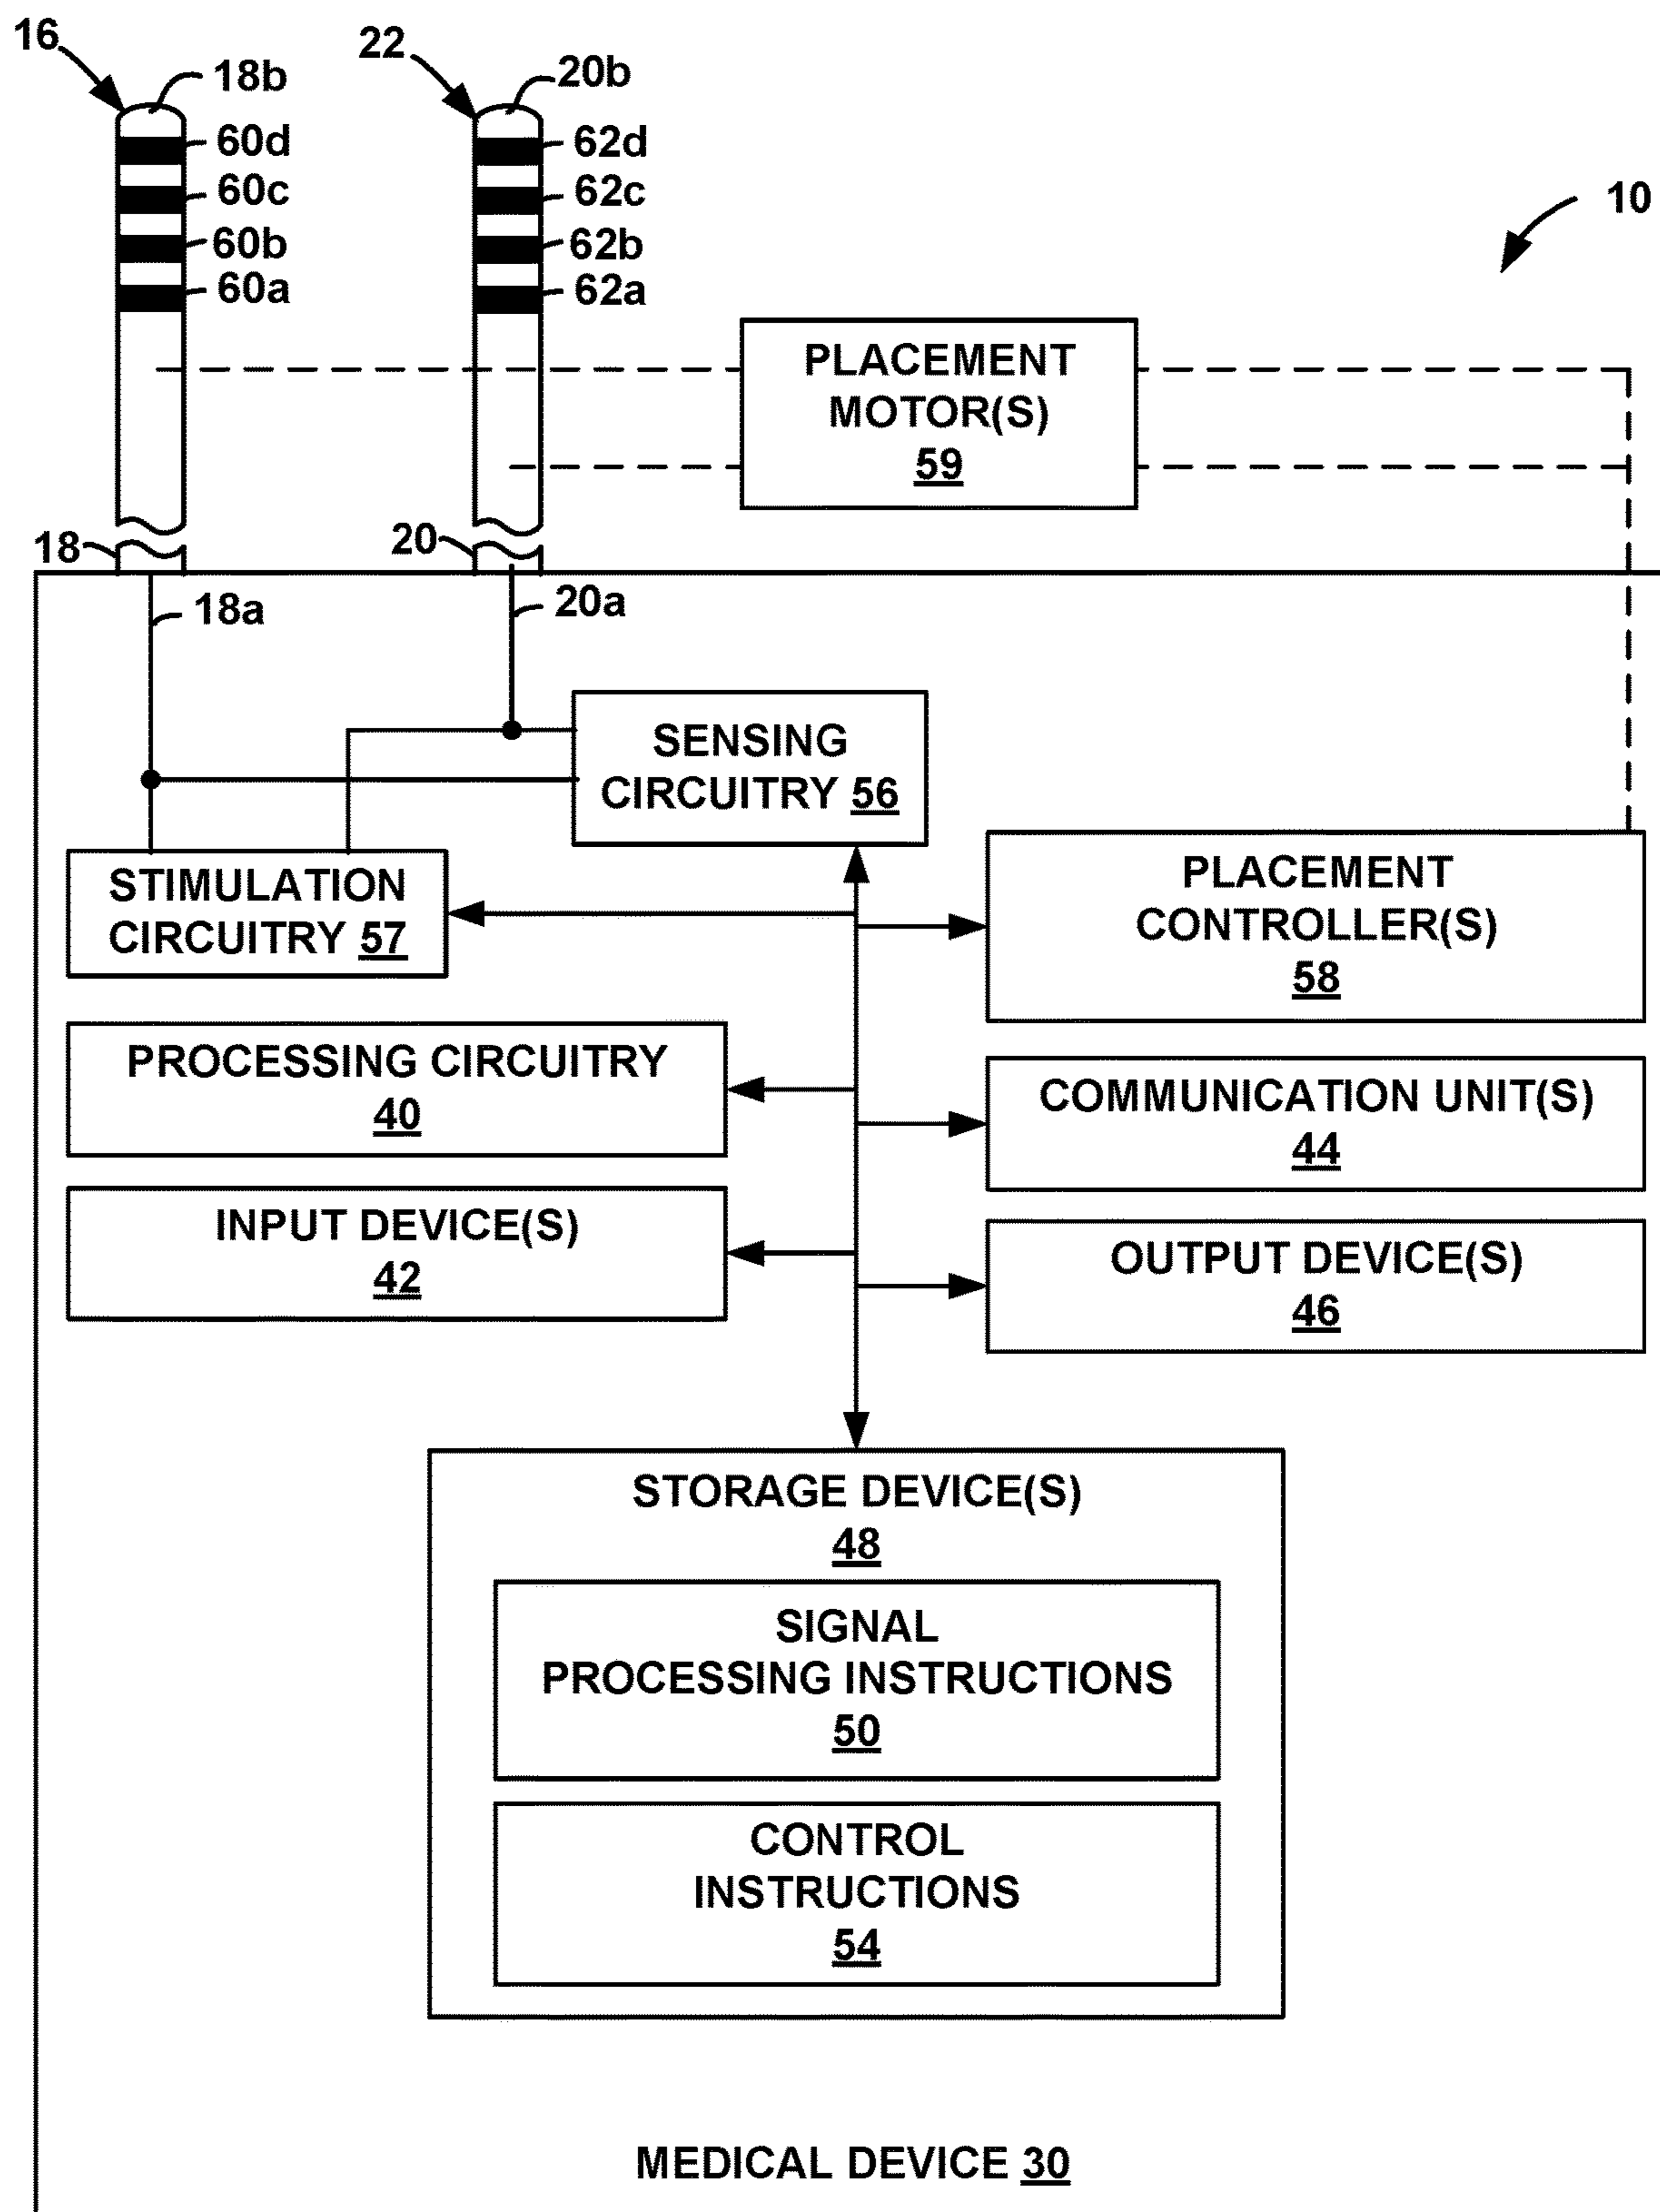 16
22
18b
20b
60d
62d
60c
62c
10
60b
62b
60a
62a
PLACEMENT
MOTOR(S)
59
18
20
18a
20a
SENSING
CIRCUITRY 56
STIMULATION
CIRCUITRY 57
PLACEMENT
CONTROLLER(S)
58
PROCESSING CIRCUITRY
40
COMMUNICATION UNIT(S)
44
INPUT DEVICE(S)
42
OUTPUT DEVICE(S)
46
STORAGE DEVICE(S)
48
SIGNAL
PROCESSING INSTRUCTIONS
50
CONTROL
INSTRUCTIONS
54
MEDICAL DEVICE 30